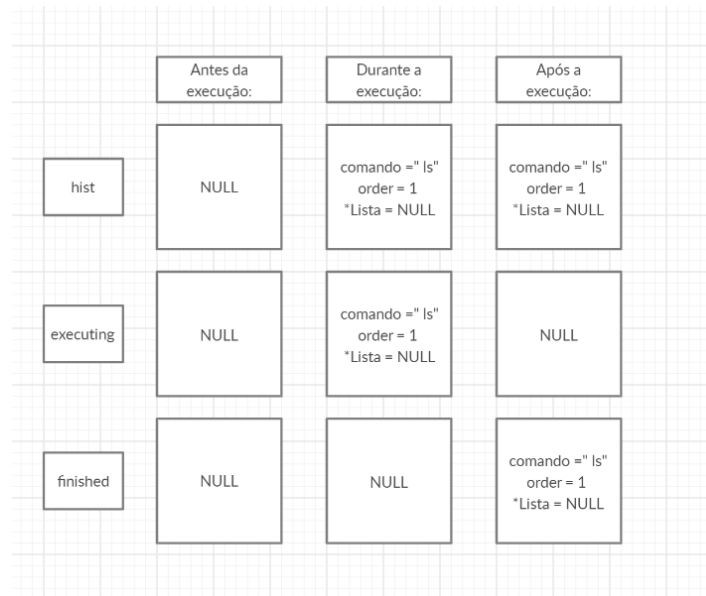 Antes da
execução:
Durante a
execução:
Após a
execução:
hist
NULL
comando =" ls"
order = 1
*Lista = NULL
comando =" ls"
order = 1
*Lista = NULL
executing
NULL
comando =" ls"
order = 1
*Lista = NULL
NULL
finished
NULL
NULL
comando =" ls"
order = 1
*Lista = NULL